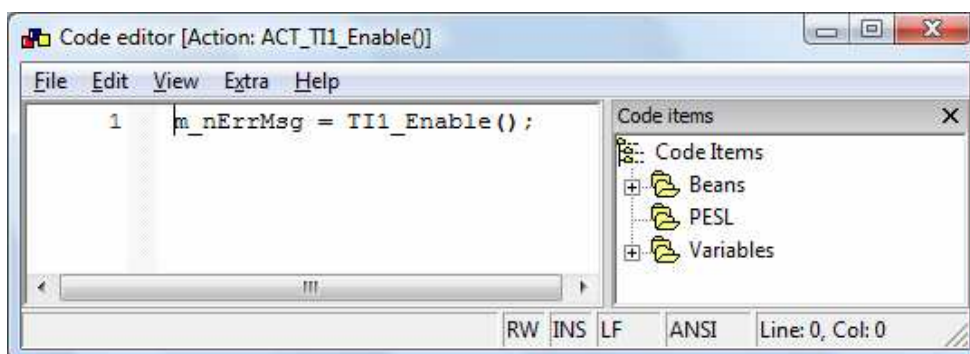 Code editor [Action: ACT_TI1_Enable()]
File Edit View Extra Help
1 m_nErrMsg = TI1_Enable();
Code items
Code Items
Beans
PESL
Variables
RW INS LF ANSI Line: 0, Col: 0